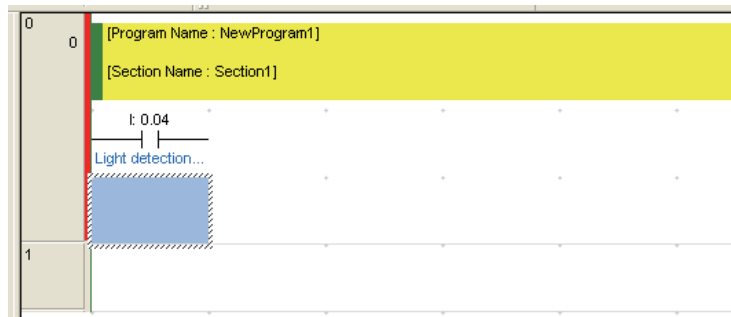 0
0
[Program Name : NewProgram1]
[Section Name : Section1]
I: 0.04
Light detection...
1